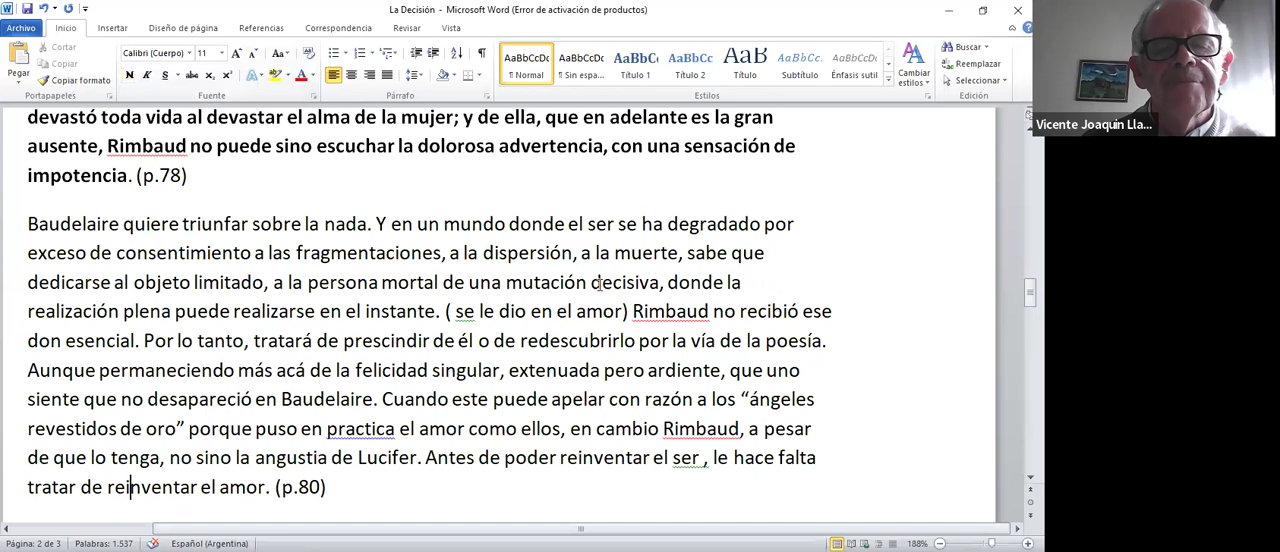 La Decisión - Microsoft Word (Error de activación de productos)
Archivo Inicio Insertar Diseño de página Referencias Correspondencia Revisar Vista
Pegar
Cortar
Copiar
Copiar formato
Portapapeles
Calibri (Cuerpo) 11
N K S abc x₂ x²
Fuente
Párrafo
AaBbCcDc AaBbCcDc AaBbC AaBbCc AaB AaBbCc. AaBbCcDc
¶ Normal ¶ Sin espa... Título 1 Título 2 Título Subtítulo Énfasis sutil
Estilos
Cambiar estilos
Buscar
Reemplazar
Seleccionar
Edición
Vicente Joaquin Lla...
devastó toda vida al devastar el alma de la mujer; y de ella, que en adelante es la gran
ausente, Rimbaud no puede sino escuchar la dolorosa advertencia, con una sensación de
impotencia. (p.78)
Baudelaire quiere triunfar sobre la nada. Y en un mundo donde el ser se ha degradado por
exceso de consentimiento a las fragmentaciones, a la dispersión, a la muerte, sabe que
dedicarse al objeto limitado, a la persona mortal de una mutación decisiva, donde la
realización plena puede realizarse en el instante. ( se le dio en el amor) Rimbaud no recibió ese
don esencial. Por lo tanto, tratará de prescindir de él o de redescubrirlo por la vía de la poesía.
Aunque permaneciendo más acá de la felicidad singular, extenuada pero ardiente, que uno
siente que no desapareció en Baudelaire. Cuando este puede apelar con razón a los “ángeles
revestidos de oro” porque puso en practica el amor como ellos, en cambio Rimbaud, a pesar
de que lo tenga, no sino la angustia de Lucifer. Antes de poder reinventar el ser , le hace falta
tratar de reinventar el amor. (p.80)
Página: 2 de 3 Palabras: 1.537 Español (Argentina) 188%